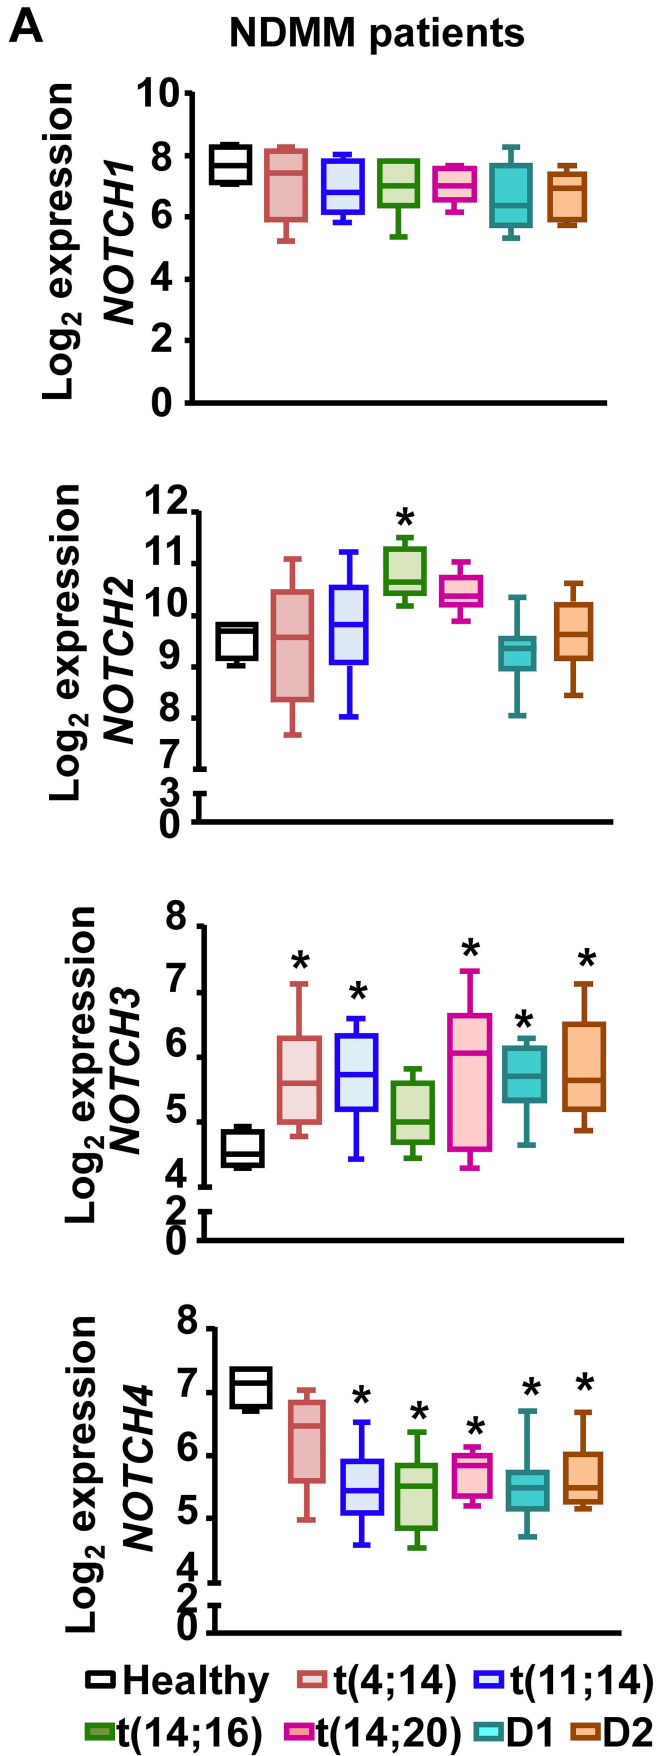 A
NDMM patients
Log2 expression
NOTCH1
10
8
6
4
2
0
Log2 expression
NOTCH2
12
11
10
9
8
7
3
0
*
Log2 expression
NOTCH3
8
7
6
5
4
2
0
* * * * *
Log2 expression
NOTCH4
8
7
6
5
4
2
0
* * * * *
Healthy t(4;14) t(11;14)
t(14;16) t(14;20) D1 D2